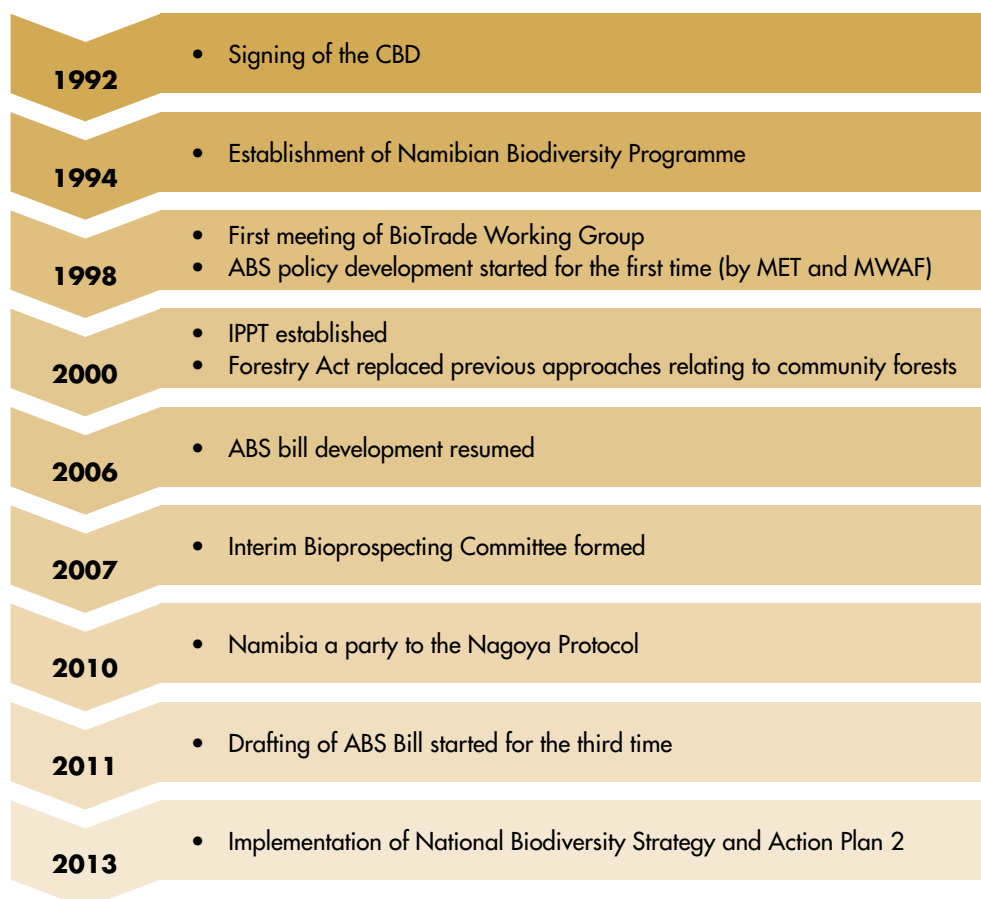 1992
• Signing of the CBD
1994
• Establishment of Namibian Biodiversity Programme
1998
• First meeting of BioTrade Working Group
• ABS policy development started for the first time (by MET and MWAF)
2000
• IPPT established
• Forestry Act replaced previous approaches relating to community forests
2006
• ABS bill development resumed
2007
• Interim Bioprospecting Committee formed
2010
• Namibia a party to the Nagoya Protocol
2011
• Drafting of ABS Bill started for the third time
2013
• Implementation of National Biodiversity Strategy and Action Plan 2